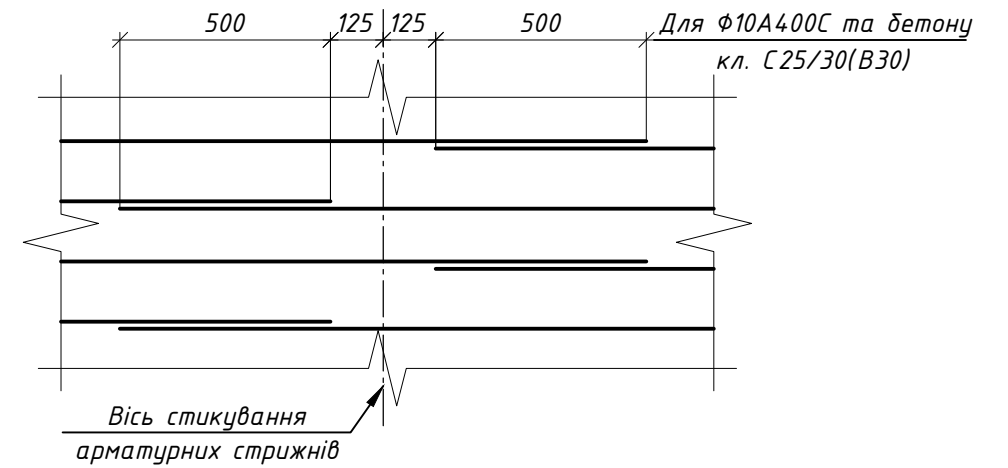 500 125 125 500 Для Ф10А400С та бетону
кл. С25/30(В30)
Вісь стикування
арматурних стрижнів